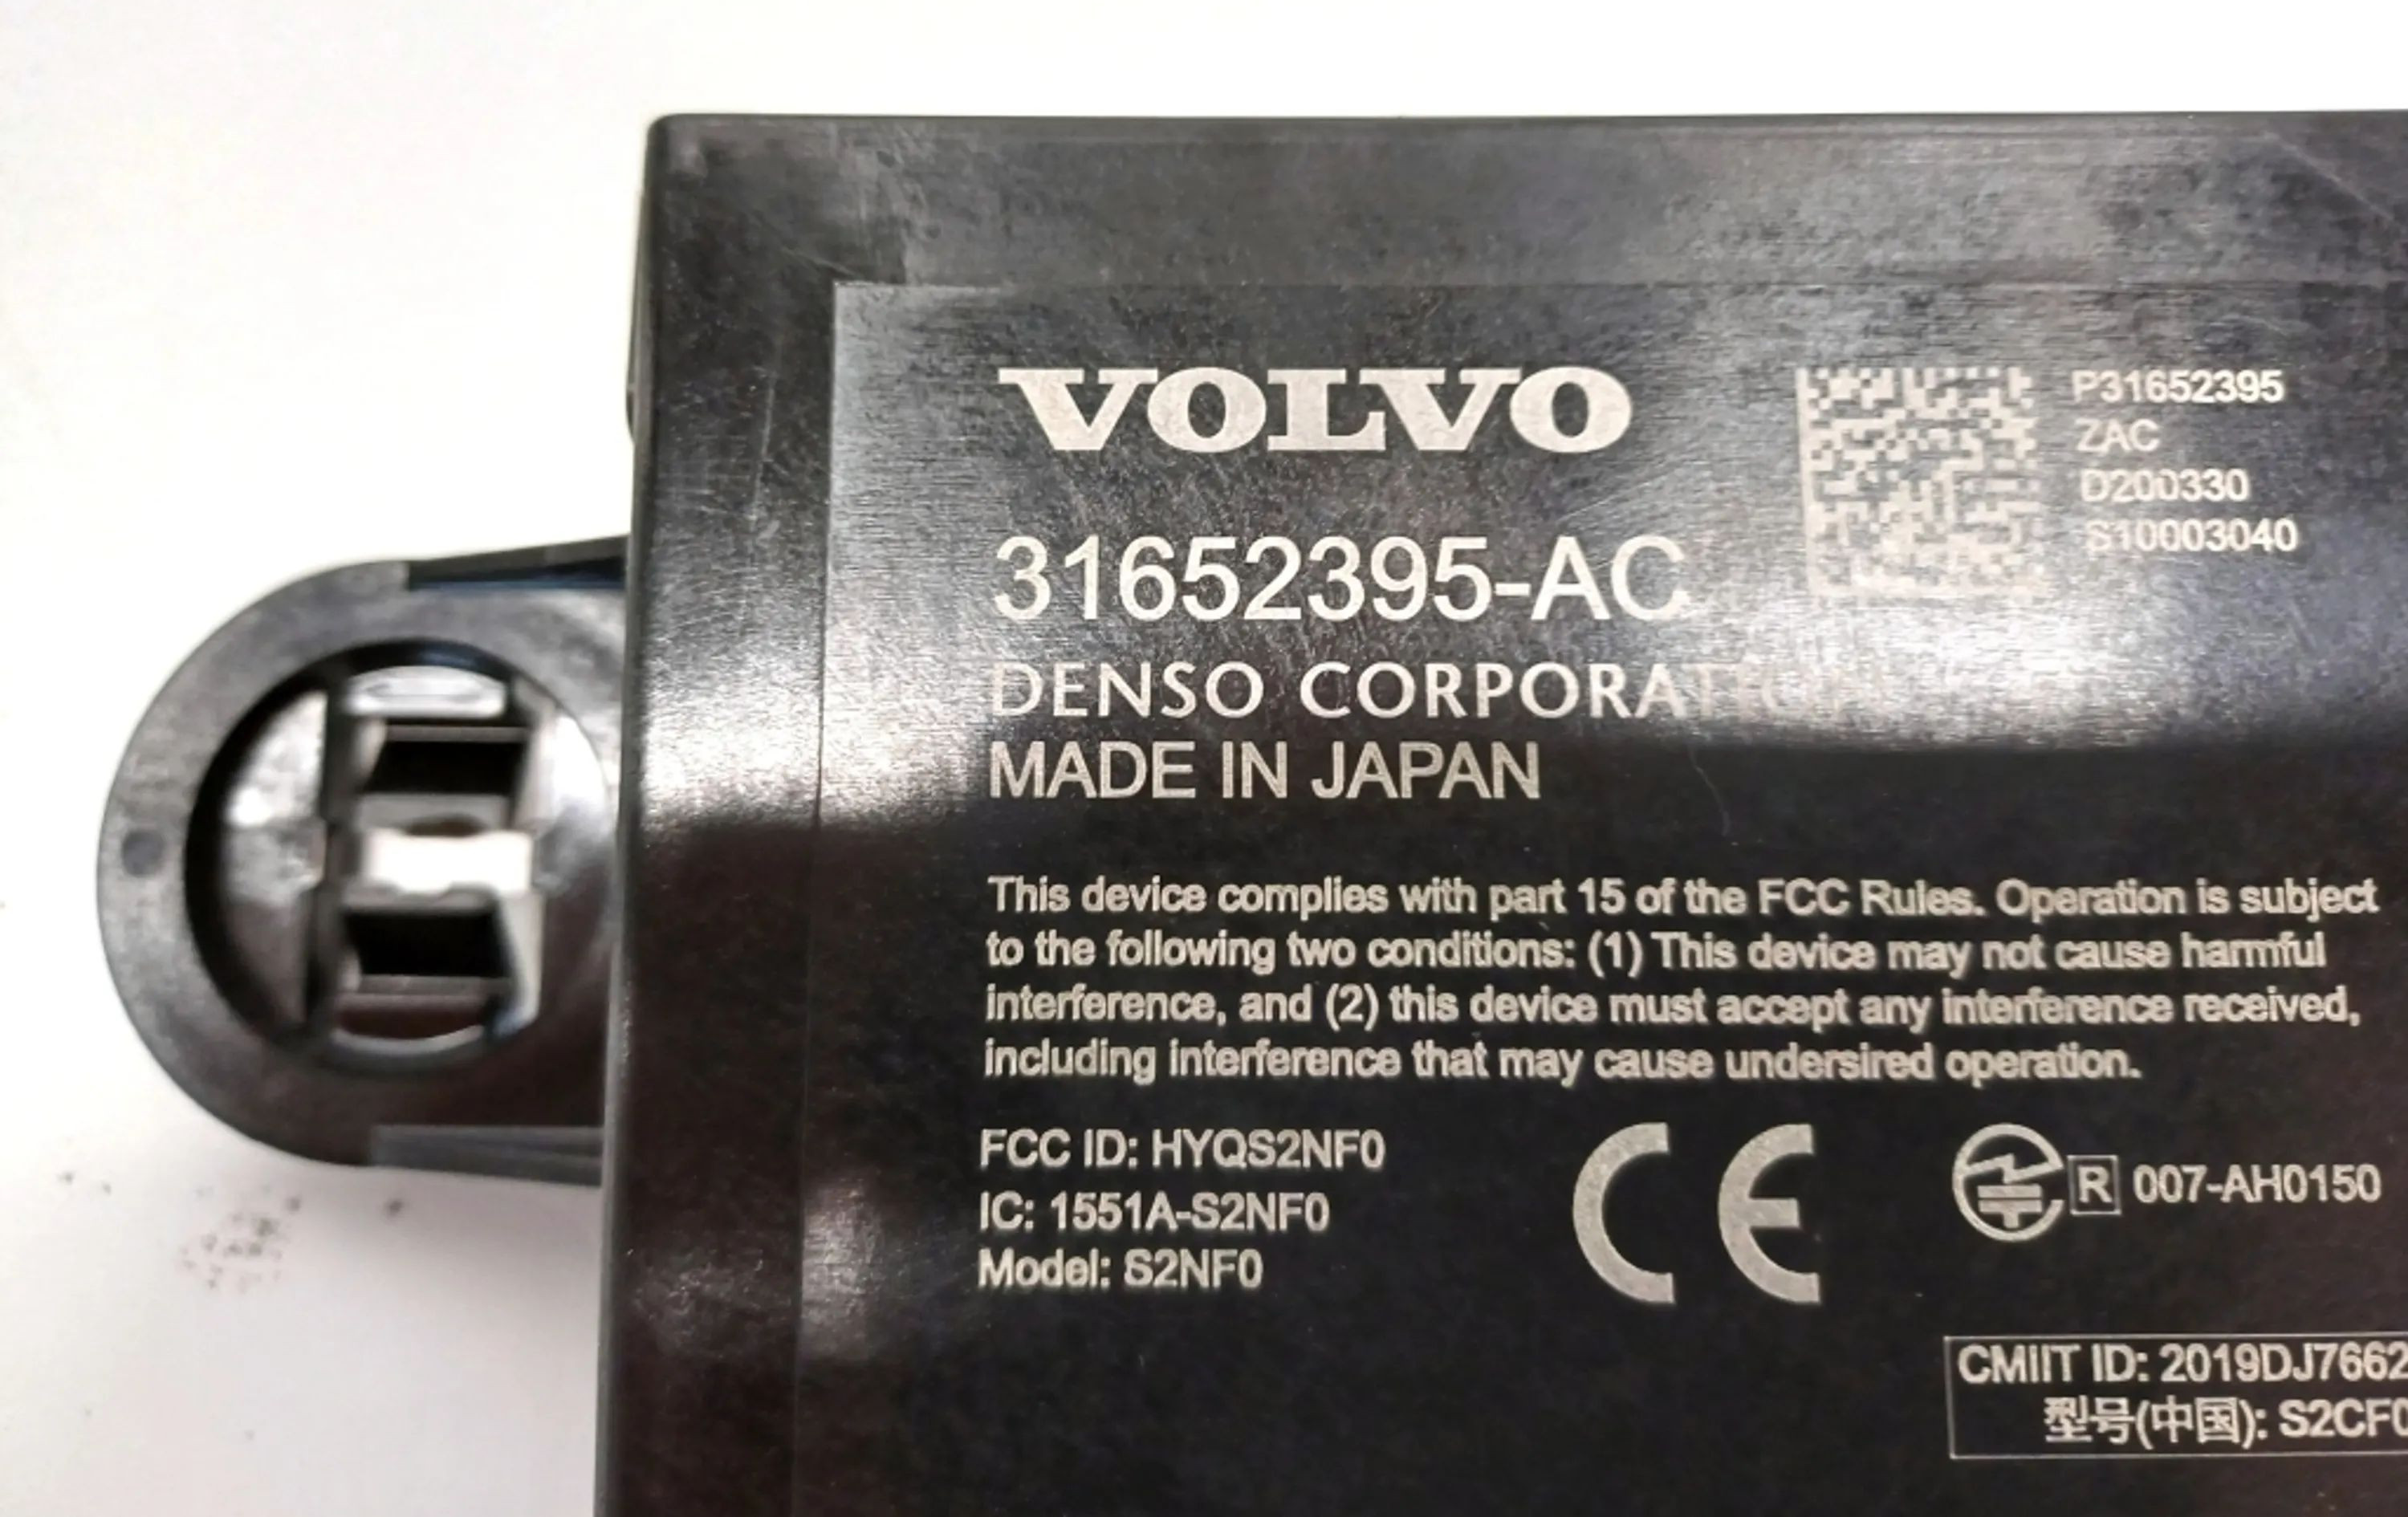 VOLVO
P31652395
ZAC
D200330
S10003040
31652395-AC
DENSO CORPORATION
MADE IN JAPAN
This device complies with part 15 of the FCC Rules. Operation is subject
to the following two conditions: (1) This device may not cause harmful
interference, and (2) this device must accept any interference received,
including interference that may cause undersired operation.
FCC ID: HYQS2NF0
IC: 1551A-S2NF0
Model: S2NF0
CE
R 007-AH0150
CMIIT ID: 2019DJ7662
型号(中国): S2CF0